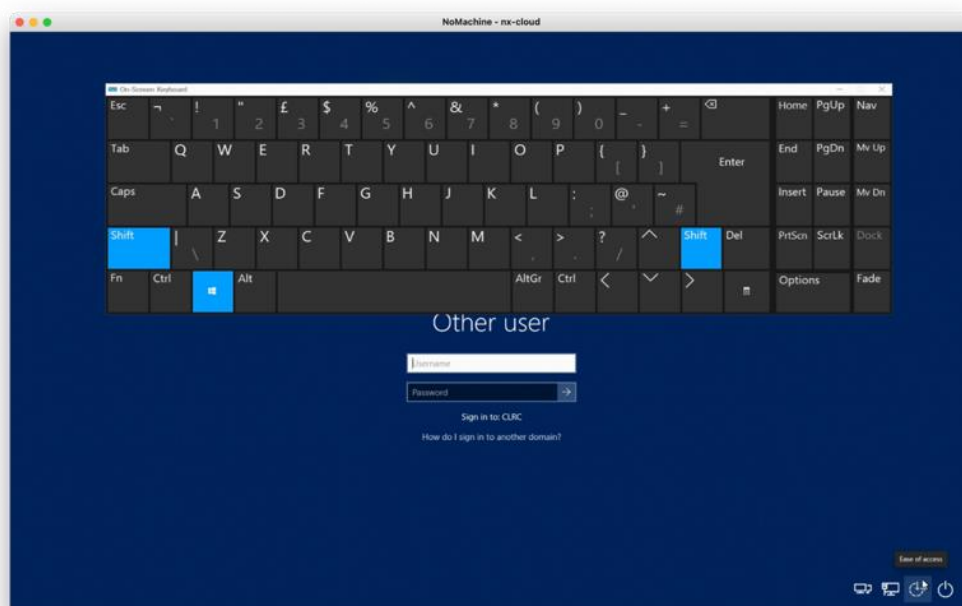 NoMachine - nx-cloud
On-Screen Keyboard
Esc ¬ ` ! 1 " 2 £ 3 $ 4 % 5 ^ 6 & 7 * 8 ( 9 ) 0 _ - + = Home PgUp Nav
Tab Q W E R T Y U I O P { [ } ] Enter End PgDn Mv Up
Caps A S D F G H J K L : ; @ ' ~ # Insert Pause Mv Dn
Shift | \ Z X C V B N M < , > . ? / Shift Del PrtScn ScrLk Dock
Fn Ctrl Alt AltGr Ctrl Options Fade
Other user
Username
Password
Sign in to: CLRC
How do I sign in to another domain?
Ease of access